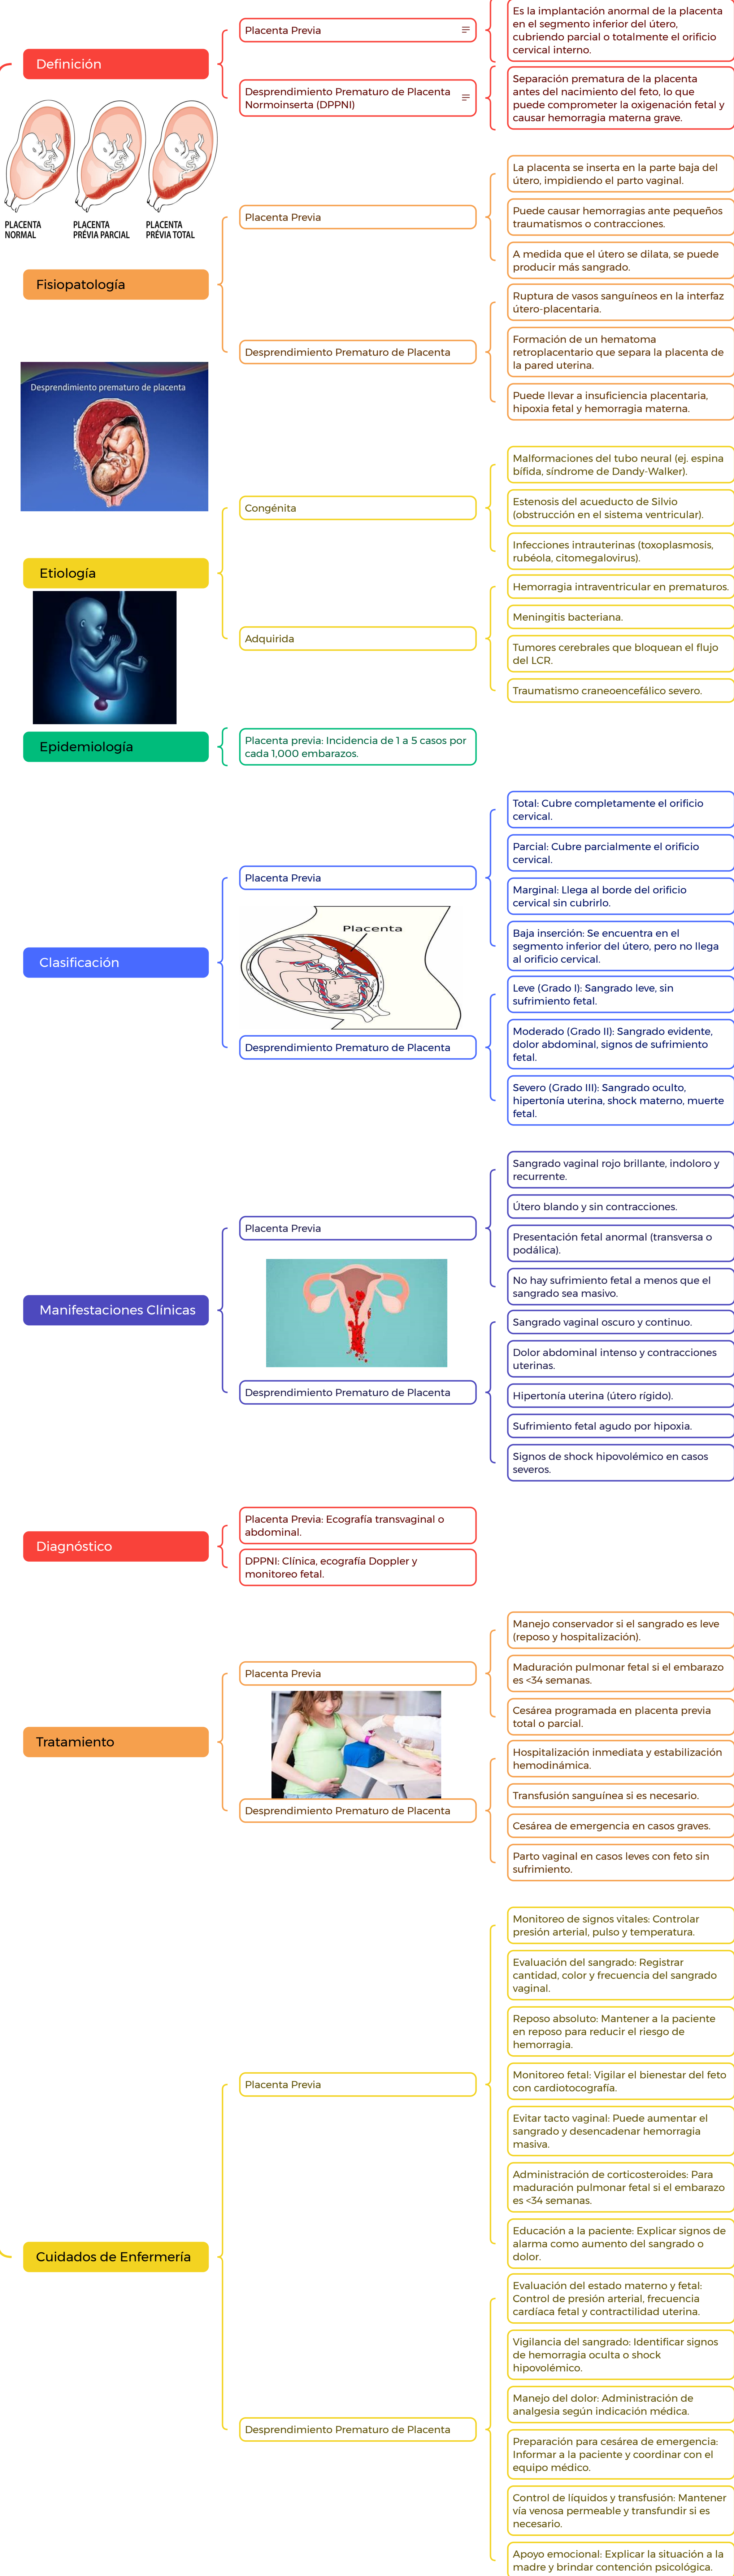 Definición
Placenta Previa
Es la implantación anormal de la placenta
en el segmento inferior del útero,
cubriendo parcial o totalmente el orificio
cervical interno.
Desprendimiento Prematuro de Placenta
Normoinserta (DPPNI)
Separación prematura de la placenta
antes del nacimiento del feto, lo que
puede comprometer la oxigenación fetal y
causar hemorragia materna grave.
PLACENTA
NORMAL
PLACENTA
PRÉVIA PARCIAL
PLACENTA
PRÉVIA TOTAL
Fisiopatología
Placenta Previa
La placenta se inserta en la parte baja del
útero, impidiendo el parto vaginal.
Puede causar hemorragias ante pequeños
traumatismos o contracciones.
A medida que el útero se dilata, se puede
producir más sangrado.
Desprendimiento Prematuro de Placenta
Ruptura de vasos sanguíneos en la interfaz
útero-placentaria.
Formación de un hematoma
retroplacentario que separa la placenta de
la pared uterina.
Puede llevar a insuficiencia placentaria,
hipoxia fetal y hemorragia materna.
Desprendimiento prematuro de placenta
Etiología
Congénita
Malformaciones del tubo neural (ej. espina
bífida, síndrome de Dandy-Walker).
Estenosis del acueducto de Silvio
(obstrucción en el sistema ventricular).
Infecciones intrauterinas (toxoplasmosis,
rubéola, citomegalovirus).
Adquirida
Hemorragia intraventricular en prematuros.
Meningitis bacteriana.
Tumores cerebrales que bloquean el flujo
del LCR.
Traumatismo craneoencefálico severo.
Epidemiología
Placenta previa: Incidencia de 1 a 5 casos por
cada 1,000 embarazos.
Clasificación
Placenta Previa
Total: Cubre completamente el orificio
cervical.
Parcial: Cubre parcialmente el orificio
cervical.
Marginal: Llega al borde del orificio
cervical sin cubrirlo.
Baja inserción: Se encuentra en el
segmento inferior del útero, pero no llega
al orificio cervical.
Placenta
Desprendimiento Prematuro de Placenta
Leve (Grado I): Sangrado leve, sin
sufrimiento fetal.
Moderado (Grado II): Sangrado evidente,
dolor abdominal, signos de sufrimiento
fetal.
Severo (Grado III): Sangrado oculto,
hipertonía uterina, shock materno, muerte
fetal.
Manifestaciones Clínicas
Placenta Previa
Sangrado vaginal rojo brillante, indoloro y
recurrente.
Útero blando y sin contracciones.
Presentación fetal anormal (transversa o
podálica).
No hay sufrimiento fetal a menos que el
sangrado sea masivo.
Desprendimiento Prematuro de Placenta
Sangrado vaginal oscuro y continuo.
Dolor abdominal intenso y contracciones
uterinas.
Hipertonía uterina (útero rígido).
Sufrimiento fetal agudo por hipoxia.
Signos de shock hipovolémico en casos
severos.
Diagnóstico
Placenta Previa: Ecografía transvaginal o
abdominal.
DPPNI: Clínica, ecografía Doppler y
monitoreo fetal.
Tratamiento
Placenta Previa
Manejo conservador si el sangrado es leve
(reposo y hospitalización).
Maduración pulmonar fetal si el embarazo
es <34 semanas.
Cesárea programada en placenta previa
total o parcial.
Desprendimiento Prematuro de Placenta
Hospitalización inmediata y estabilización
hemodinámica.
Transfusión sanguínea si es necesario.
Cesárea de emergencia en casos graves.
Parto vaginal en casos leves con feto sin
sufrimiento.
Cuidados de Enfermería
Placenta Previa
Monitoreo de signos vitales: Controlar
presión arterial, pulso y temperatura.
Evaluación del sangrado: Registrar
cantidad, color y frecuencia del sangrado
vaginal.
Reposo absoluto: Mantener a la paciente
en reposo para reducir el riesgo de
hemorragia.
Monitoreo fetal: Vigilar el bienestar del feto
con cardiotocografía.
Evitar tacto vaginal: Puede aumentar el
sangrado y desencadenar hemorragia
masiva.
Administración de corticosteroides: Para
maduración pulmonar fetal si el embarazo
es <34 semanas.
Educación a la paciente: Explicar signos de
alarma como aumento del sangrado o
dolor.
Desprendimiento Prematuro de Placenta
Evaluación del estado materno y fetal:
Control de presión arterial, frecuencia
cardíaca fetal y contractilidad uterina.
Vigilancia del sangrado: Identificar signos
de hemorragia oculta o shock
hipovolémico.
Manejo del dolor: Administración de
analgesia según indicación médica.
Preparación para cesárea de emergencia:
Informar a la paciente y coordinar con el
equipo médico.
Control de líquidos y transfusión: Mantener
vía venosa permeable y transfundir si es
necesario.
Apoyo emocional: Explicar la situación a la
madre y brindar contención psicológica.